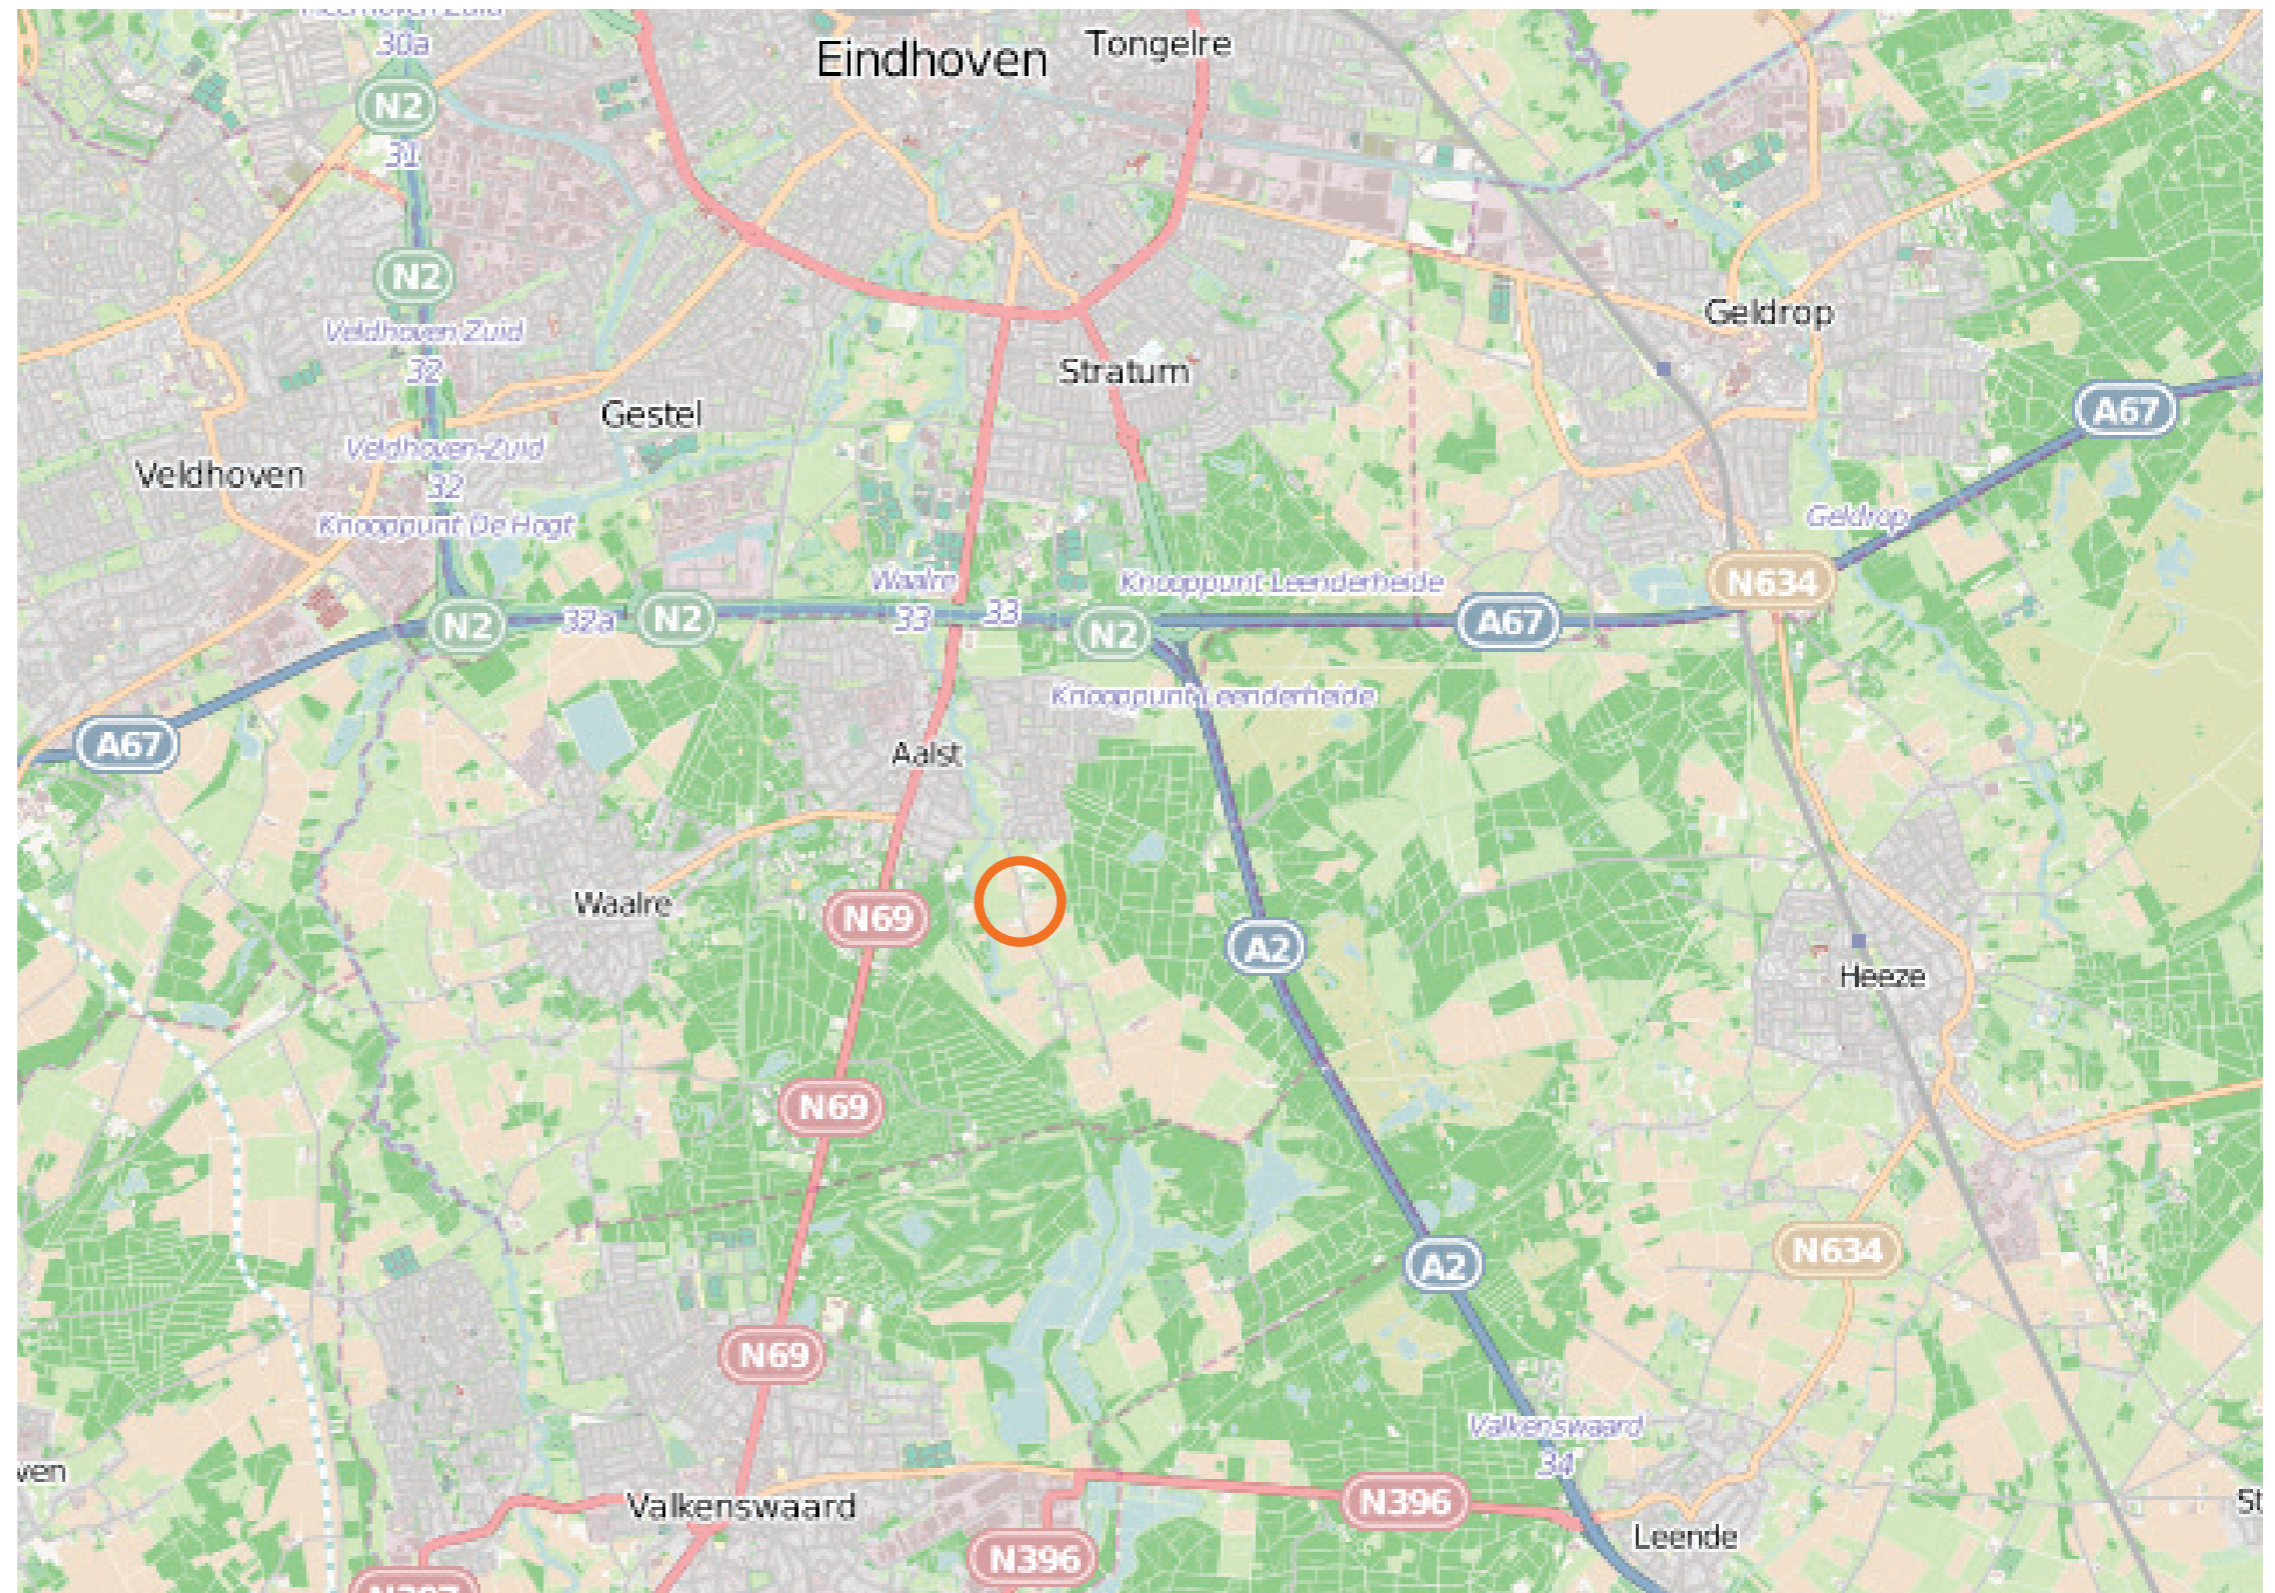 30a
Eindhoven
Tongelre
N2
31
N2
Veldhoven Zuid
32
Geldrop
Stratum
Gestel
A67
Veldhoven-Zuid
32
Veldhoven
Knooppunt De Hogt
Geldrop
Waalre
33
33
Knooppunt Leenderheide
N634
N2
32a
N2
N2
A67
Knooppunt Leenderheide
A67
Aalst
Waalre
N69
A2
Heeze
N69
N634
A2
N69
Valkenswaard
34
ven
Valkenswaard
N396
St
Leende
N396